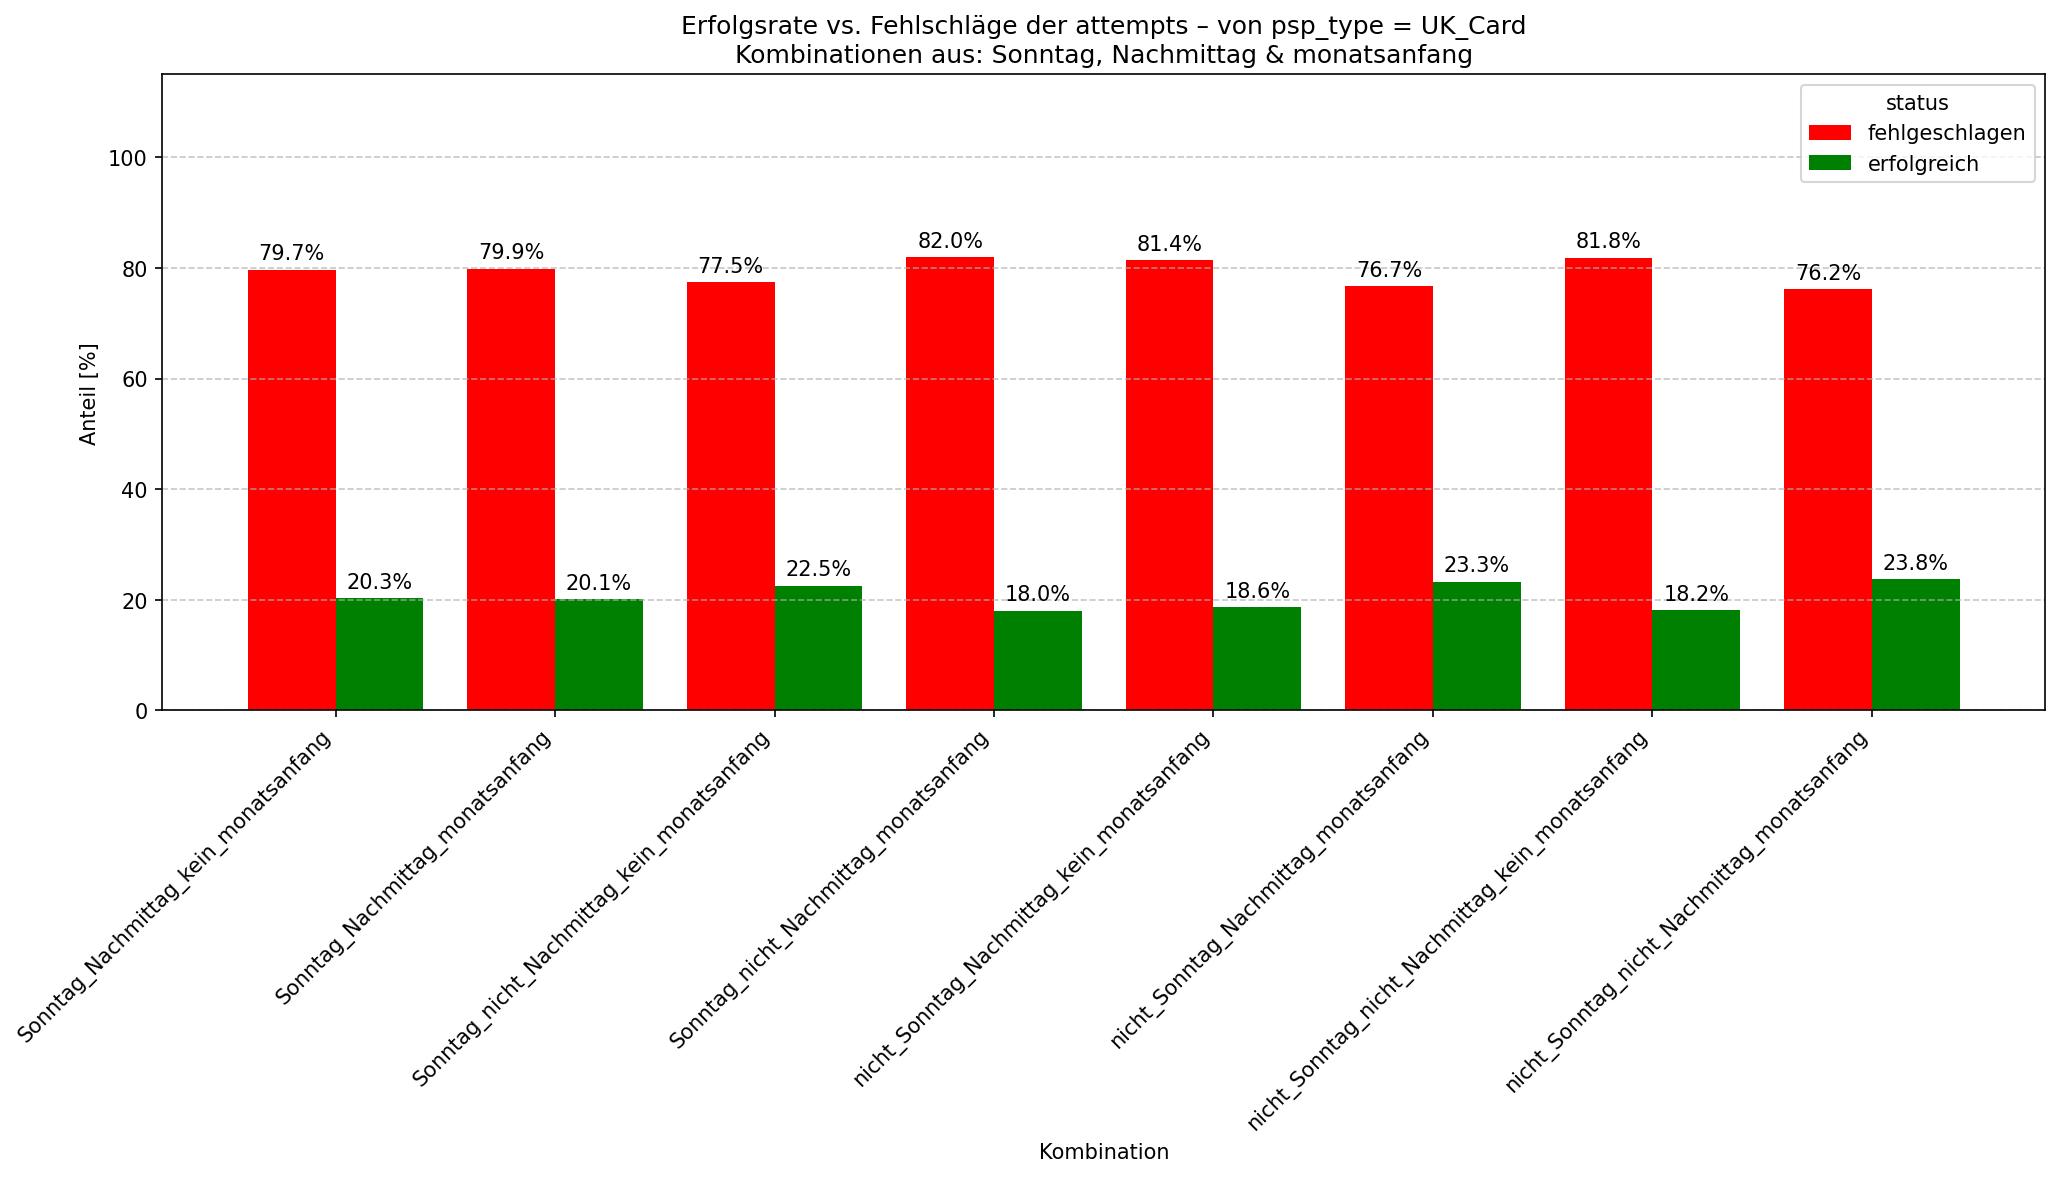 Erfolgsrate vs. Fehlschläge der attempts – von psp_type = UK_Card
Kombinationen aus: Sonntag, Nachmittag & monatsanfang
status
fehlgeschlagen
erfolgreich
Anteil [%]
100
80
60
40
20
0
79.7%
20.3%
79.9%
20.1%
77.5%
22.5%
82.0%
18.0%
81.4%
18.6%
76.7%
23.3%
81.8%
18.2%
76.2%
23.8%
Sonntag_Nachmittag_kein_monatsanfang
Sonntag_Nachmittag_monatsanfang
Sonntag_nicht_Nachmittag_kein_monatsanfang
Sonntag_nicht_Nachmittag_monatsanfang
nicht_Sonntag_Nachmittag_kein_monatsanfang
nicht_Sonntag_Nachmittag_monatsanfang
nicht_Sonntag_nicht_Nachmittag_kein_monatsanfang
nicht_Sonntag_nicht_Nachmittag_monatsanfang
Kombination